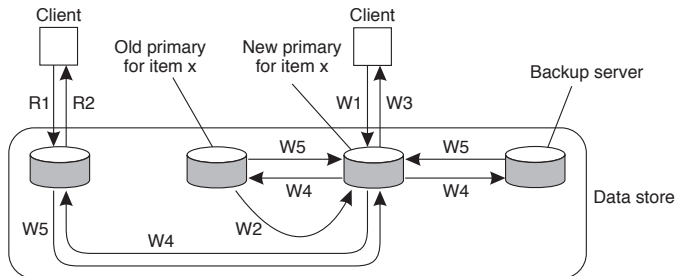 Client
Client
Old primary
for item x
New primary
for item x
Backup server
R1
R2
W1
W3
W5
W5
W4
W4
Data store
W5
W4
W2